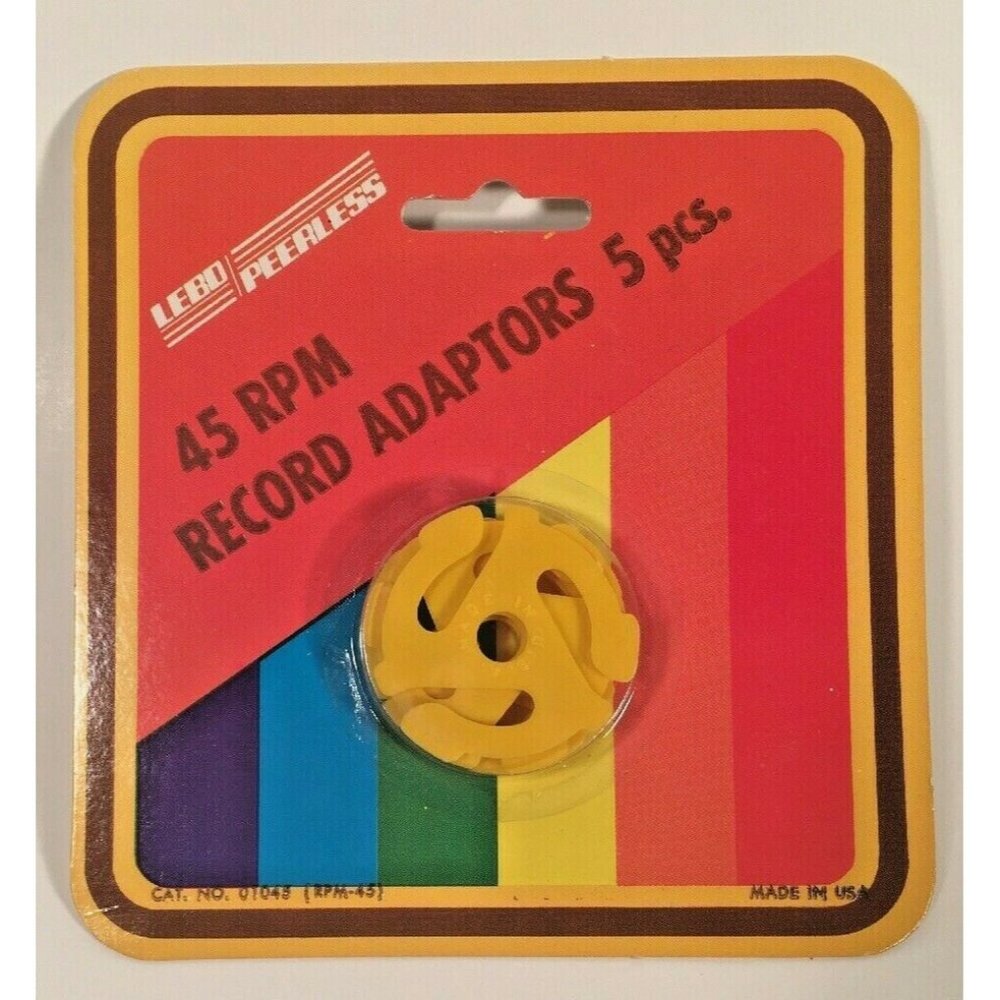 LEBO/PEERLESS
45 RPM
RECORD ADAPTORS 5 pcs.
CAT. NO. 01045 (RPM-45)
MADE IN USA